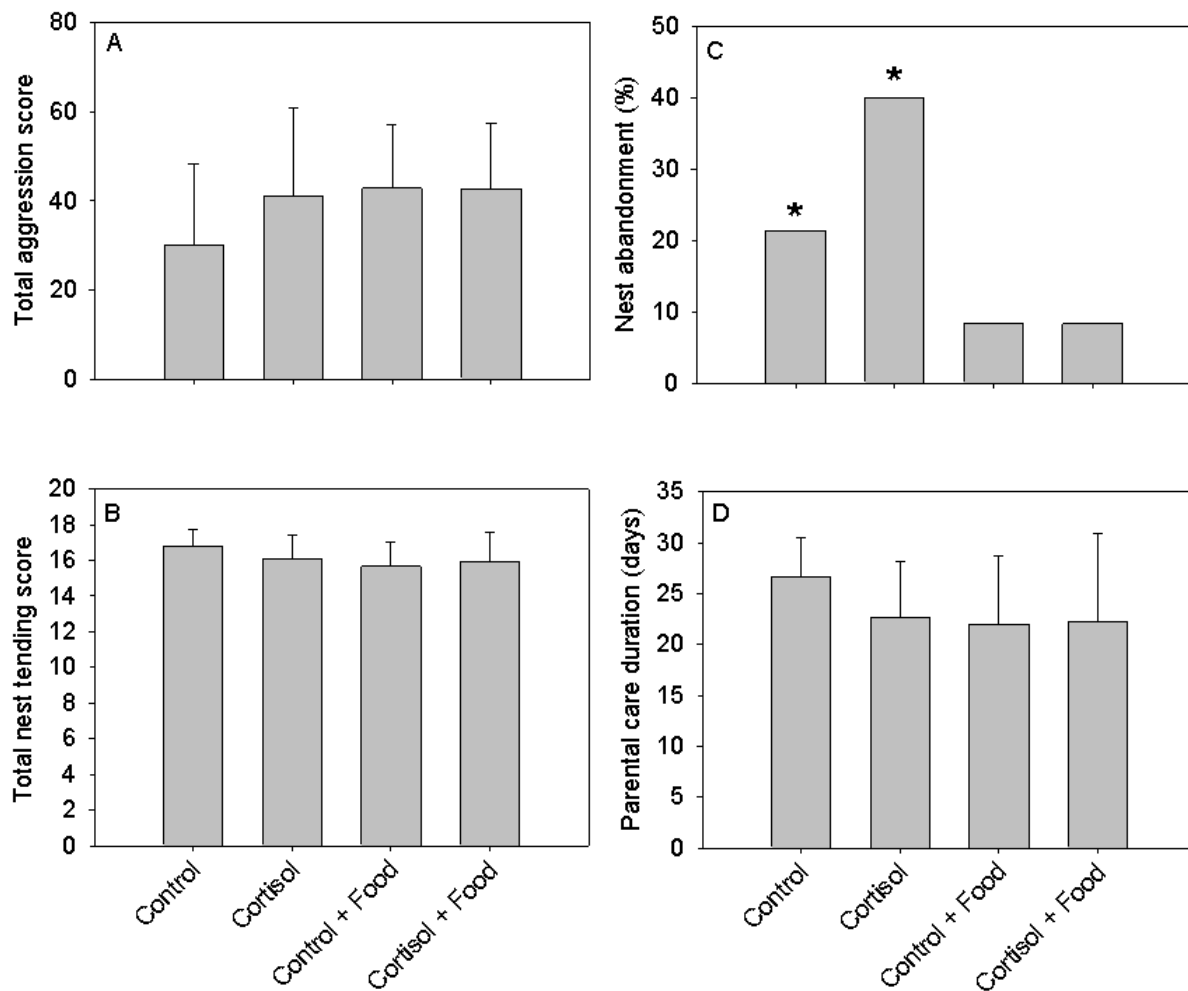 A
Total aggression score
80
60
40
20
0
C
Nest abandonment (%)
50
40
30
20
10
0
*
*
B
Total nest tending score
20
18
16
14
12
10
8
6
4
2
0
Control
Cortisol
Control + Food
Cortisol + Food
D
Parental care duration (days)
35
30
25
20
15
10
5
0
Control
Cortisol
Control + Food
Cortisol + Food